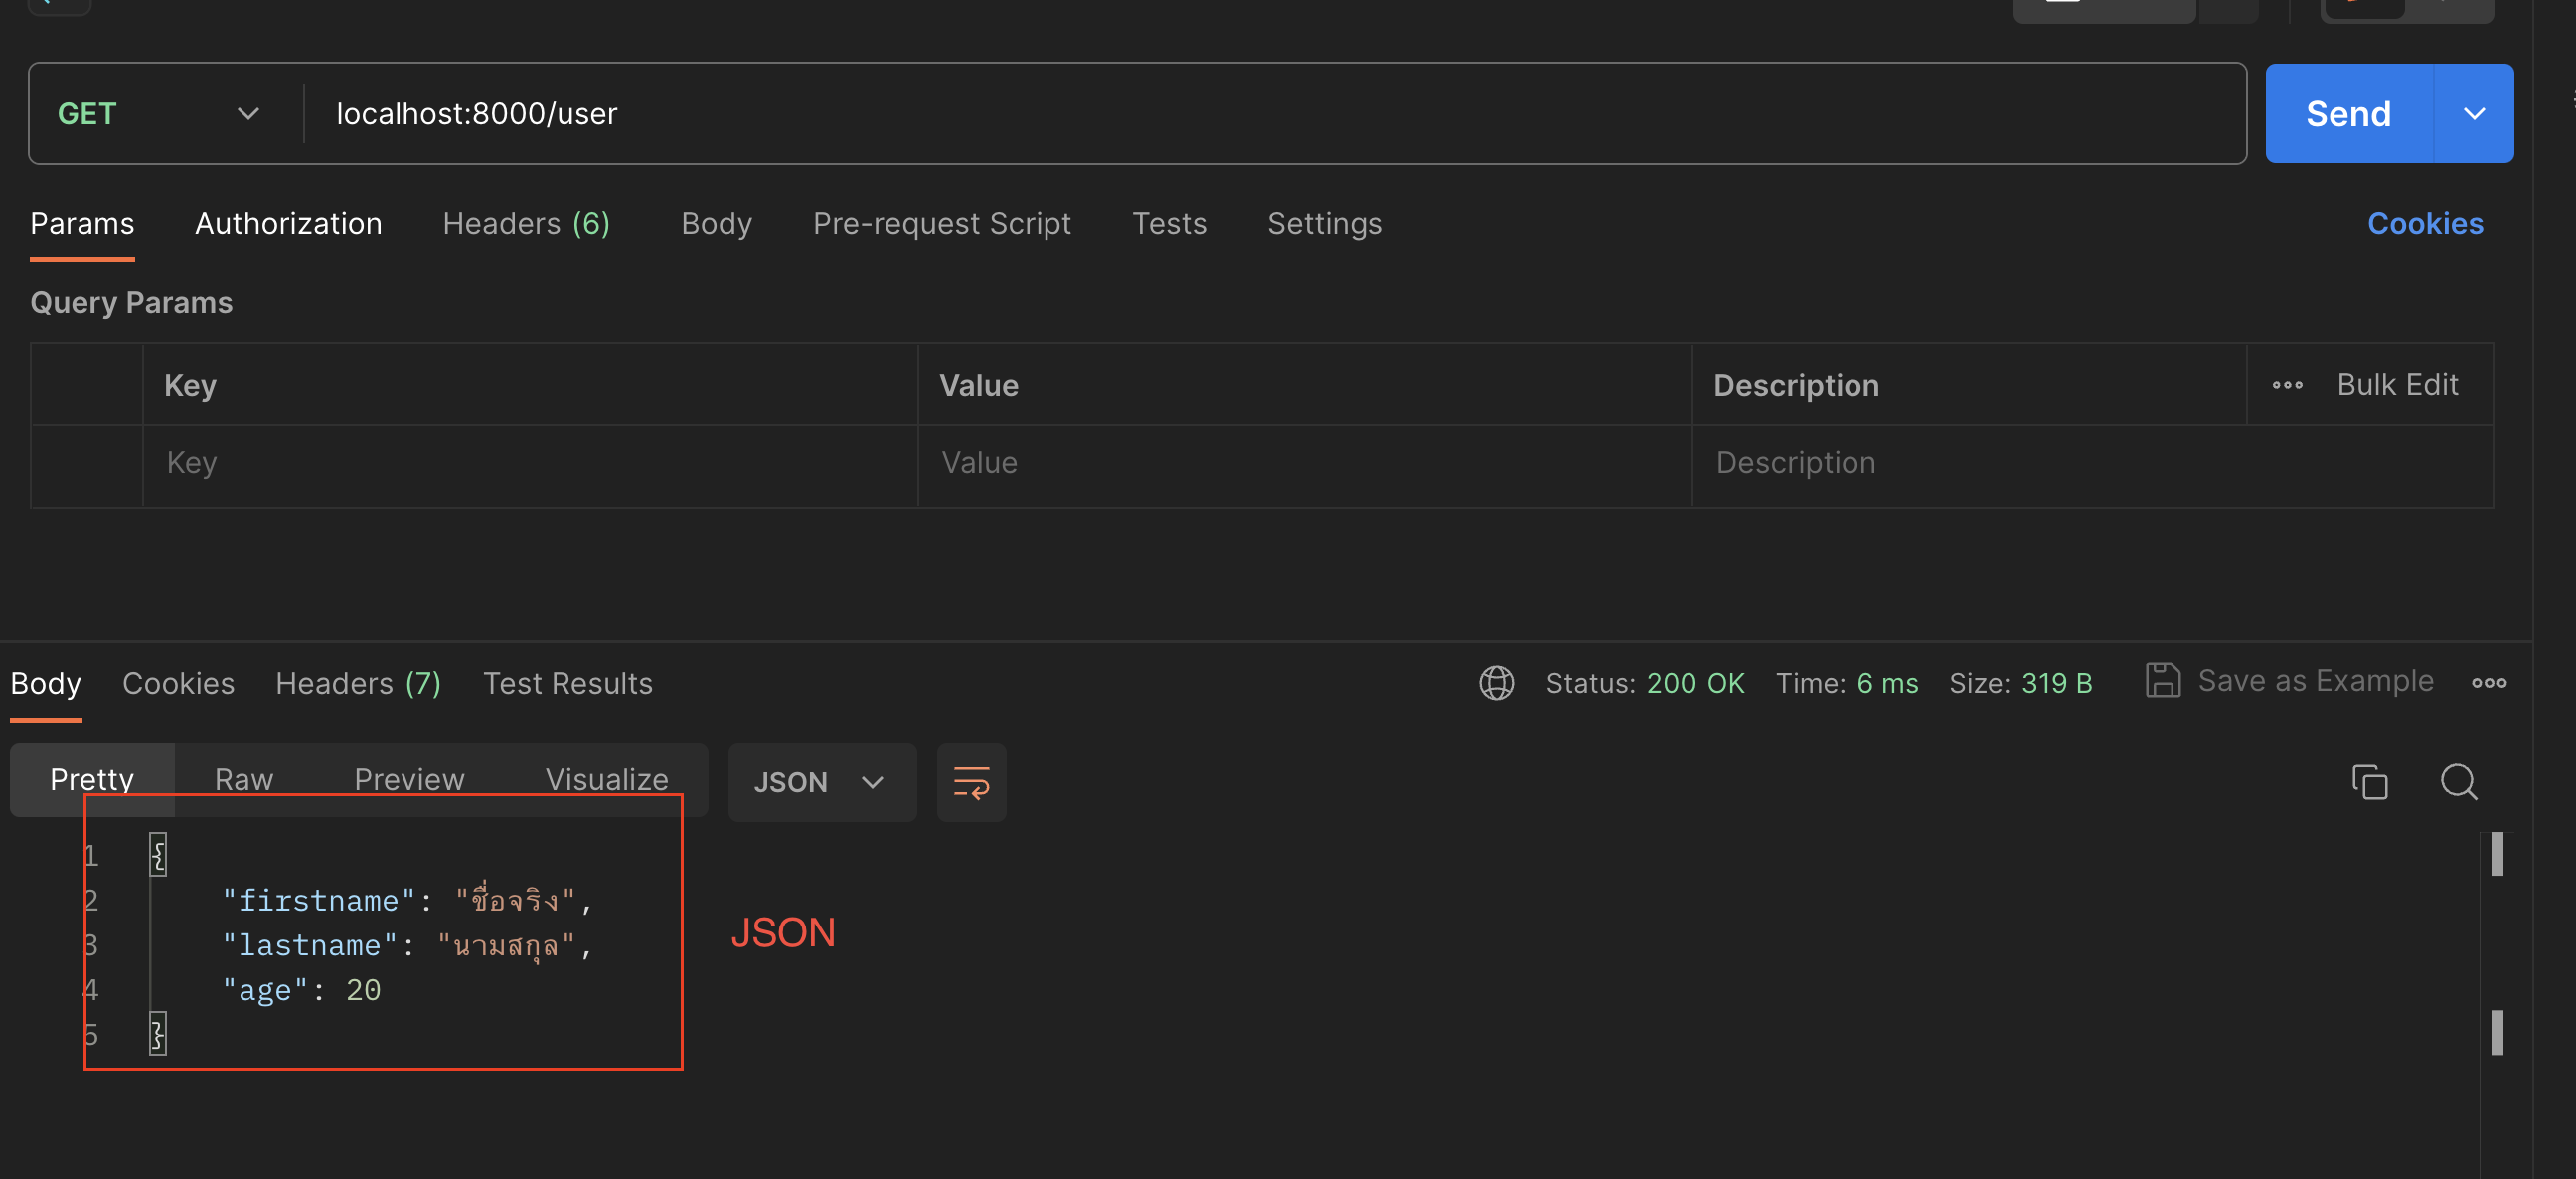 GET localhost:8000/user Send
Params Authorization Headers (6) Body Pre-request Script Tests Settings Cookies
Query Params
Key Value Description Bulk Edit
Key Value Description
Body Cookies Headers (7) Test Results Status: 200 OK Time: 6 ms Size: 319 B Save as Example
Pretty Raw Preview Visualize JSON
1 {
2 "firstname": "ชื่อจริง",
3 "lastname": "นามสกุล",
4 "age": 20
5 }
JSON